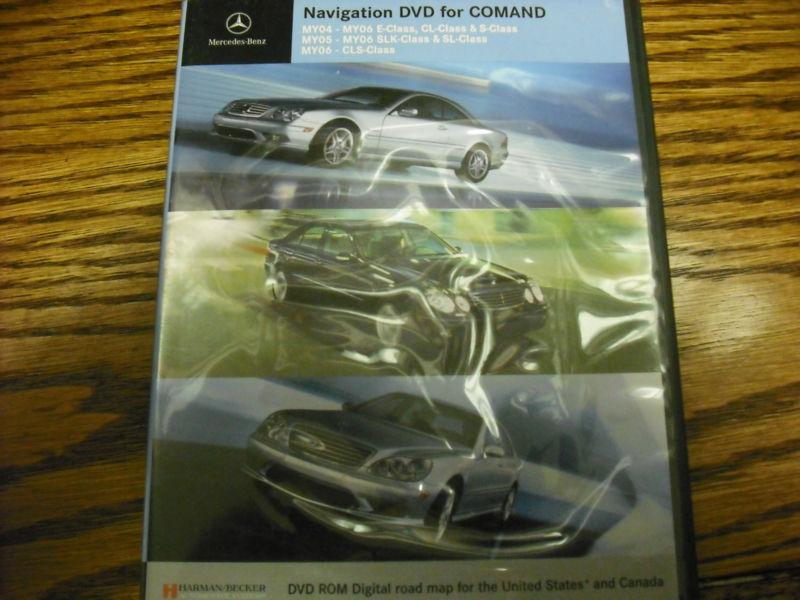 Mercedes-Benz
Navigation DVD for COMAND
MY04 - MY06 E-Class, CL-Class & S-Class
MY05 - MY06 SLK-Class & SL-Class
MY06 - CLS-Class
HARMAN/BECKER
DVD ROM Digital road map for the United States* and Canada